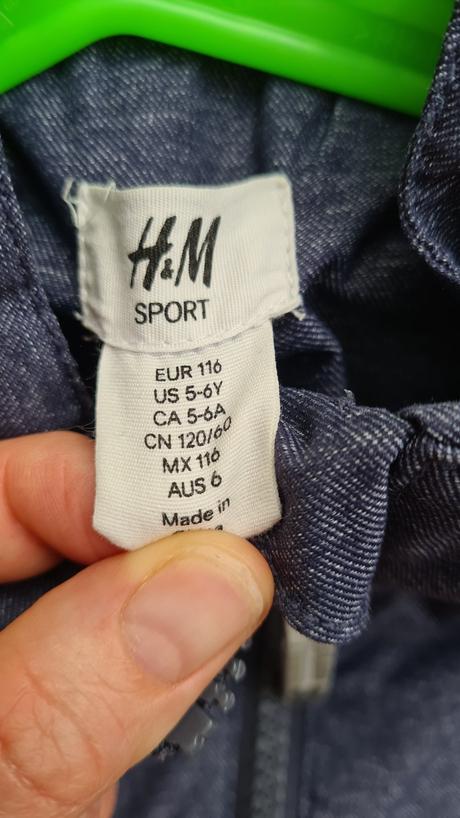 H&M
SPORT
EUR 116
US 5-6Y
CA 5-6A
CN 120/60
MX 116
AUS 6
Made in